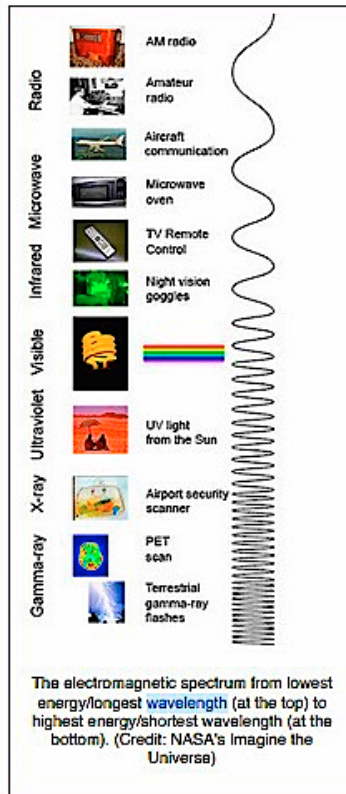 Radio
AM radio
Amateur
radio
Aircraft
communication
Microwave
Microwave
oven
Infrared
TV Remote
Control
Night vision
goggles
Visible
Ultraviolet
UV light
from the Sun
X-ray
Airport security
scanner
Gamma-ray
PET
scan
Terrestrial
gamma-ray
flashes
The electromagnetic spectrum from lowest
energy/longest wavelength (at the top) to
highest energy/shortest wavelength (at the
bottom). (Credit: NASA's Imagine the
Universe)